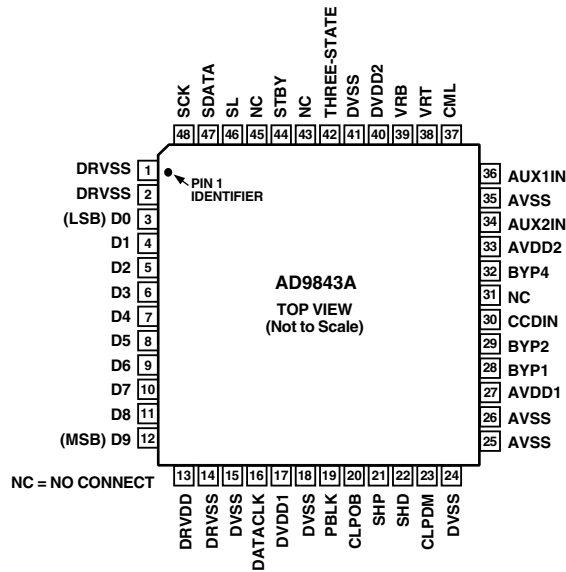 SCK
SDATA
SL
NC
STBY
NC
THREE-STATE
DVSS
DVDD2
VRB
VRT
CML
48 47 46 45 44 43 42 41 40 39 38 37
DRVSS 1
DRVSS 2
(LSB) D0 3
D1 4
D2 5
D3 6
D4 7
D5 8
D6 9
D7 10
D8 11
(MSB) D9 12
PIN 1
IDENTIFIER
AD9843A
TOP VIEW
(Not to Scale)
36 AUX1IN
35 AVSS
34 AUX2IN
33 AVDD2
32 BYP4
31 NC
30 CCDIN
29 BYP2
28 BYP1
27 AVDD1
26 AVSS
25 AVSS
NC = NO CONNECT
13 14 15 16 17 18 19 20 21 22 23 24
DRVDD
DRVSS
DVSS
DATACLK
DVDD1
DVSS
PBLK
CLPOB
SHP
SHD
CLPDM
DVSS